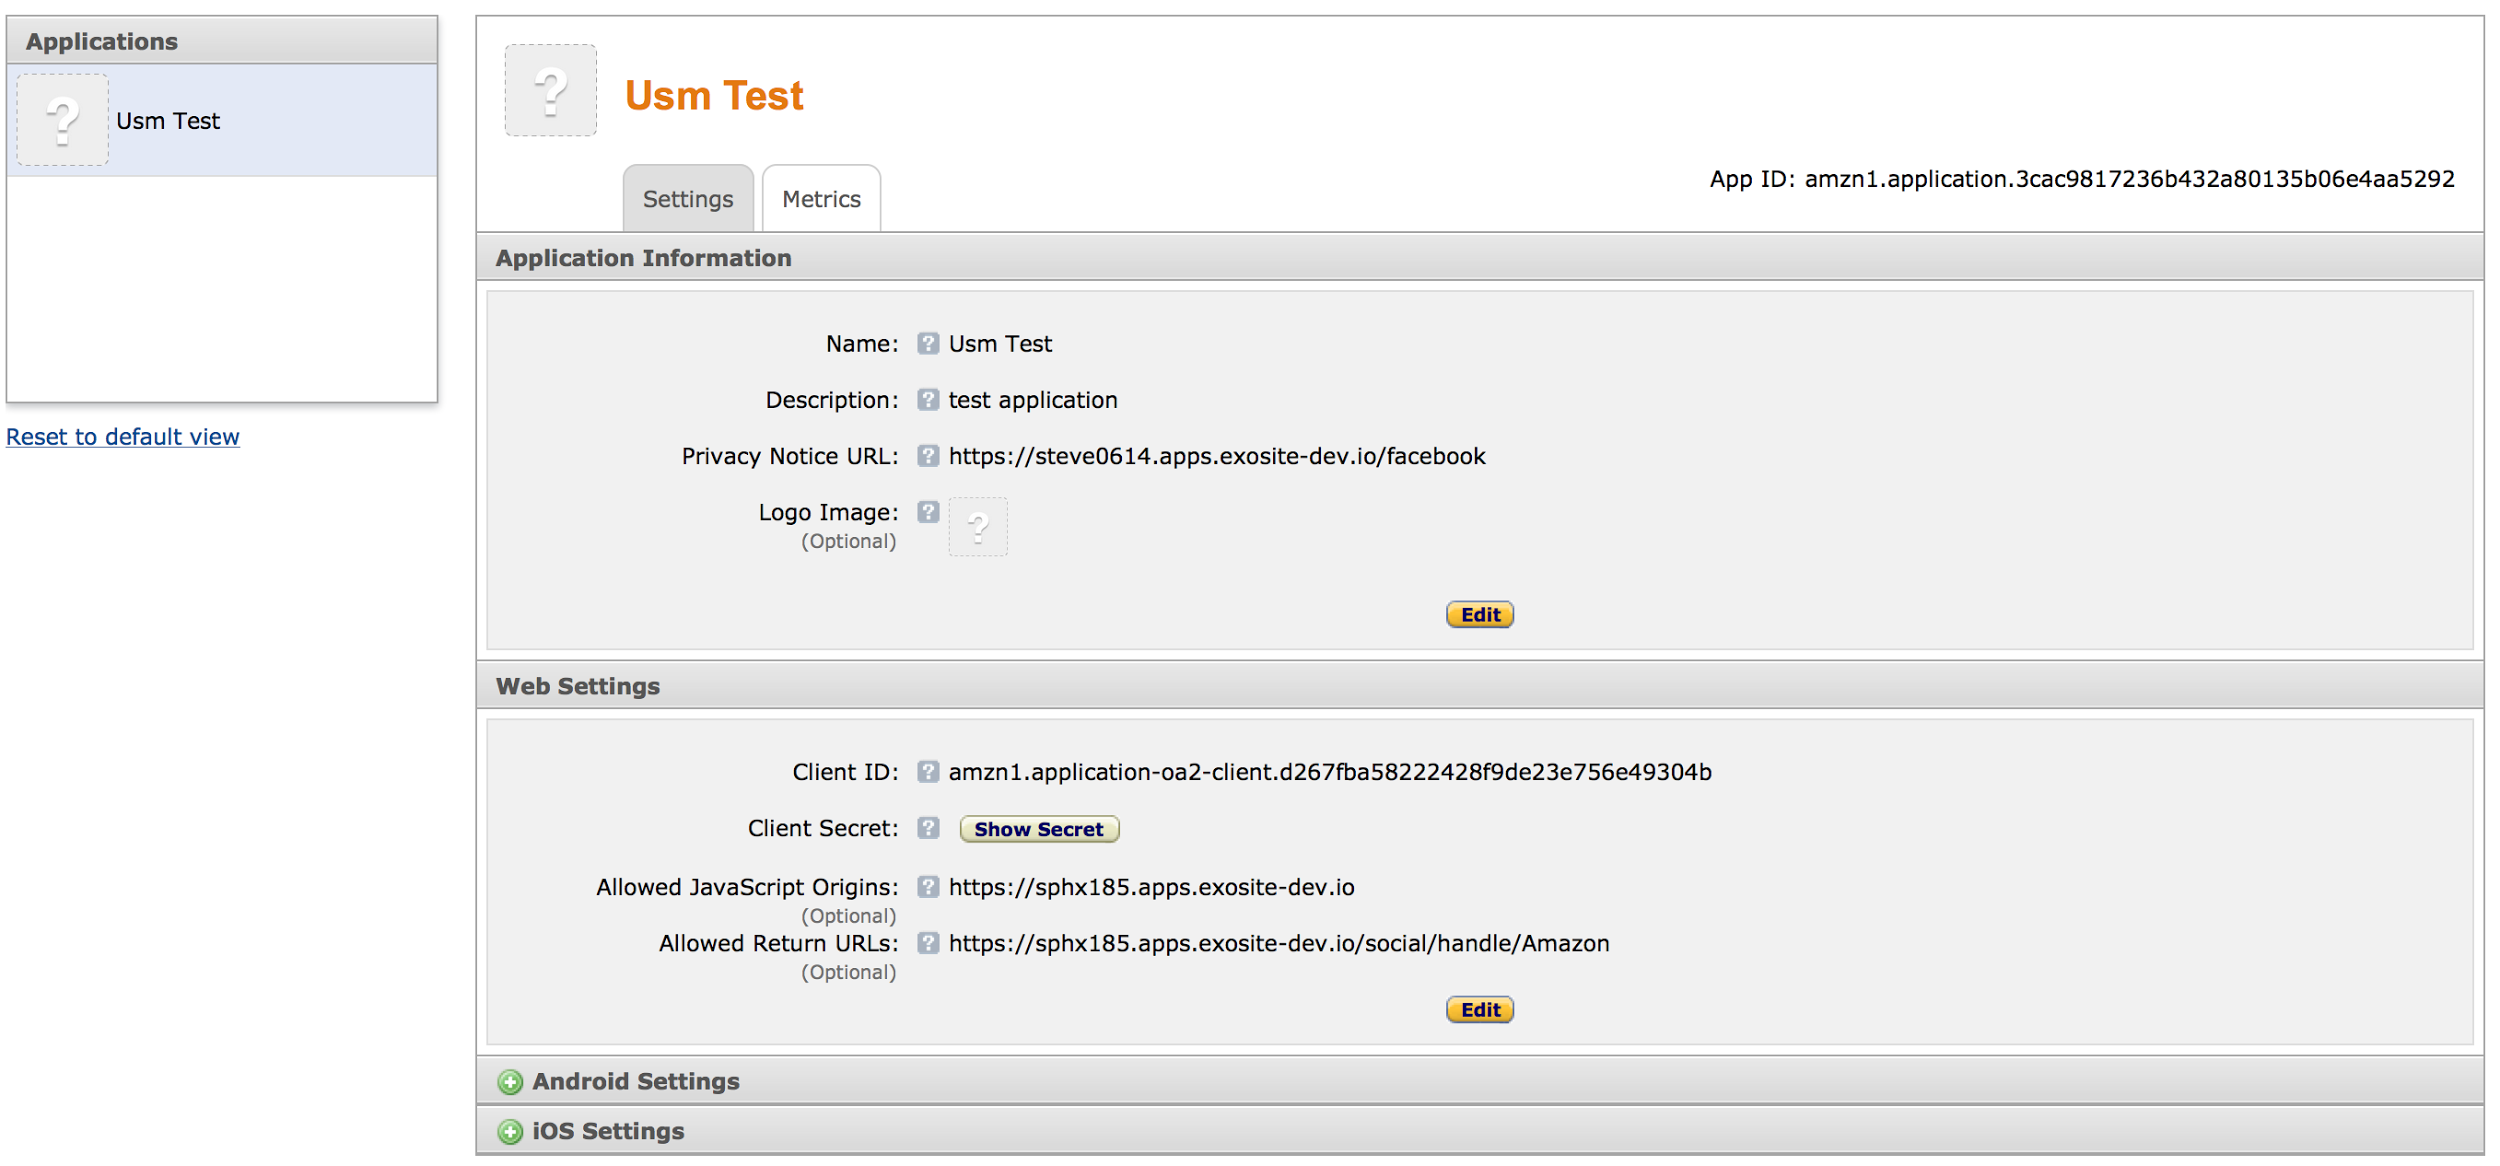 Applications
Usm Test
Reset to default view
Usm Test
Settings
Metrics
App ID: amzn1.application.3cac9817236b432a80135b06e4aa5292
Application Information
Name: ? Usm Test
Description: ? test application
Privacy Notice URL: ? https://steve0614.apps.exosite-dev.io/facebook
Logo Image: ?
(Optional)
Edit
Web Settings
Client ID: ? amzn1.application-oa2-client.d267fba58222428f9de23e756e49304b
Client Secret: ? Show Secret
Allowed JavaScript Origins: ? https://sphx185.apps.exosite-dev.io
(Optional)
Allowed Return URLs: ? https://sphx185.apps.exosite-dev.io/social/handle/Amazon
(Optional)
Edit
Android Settings
iOS Settings